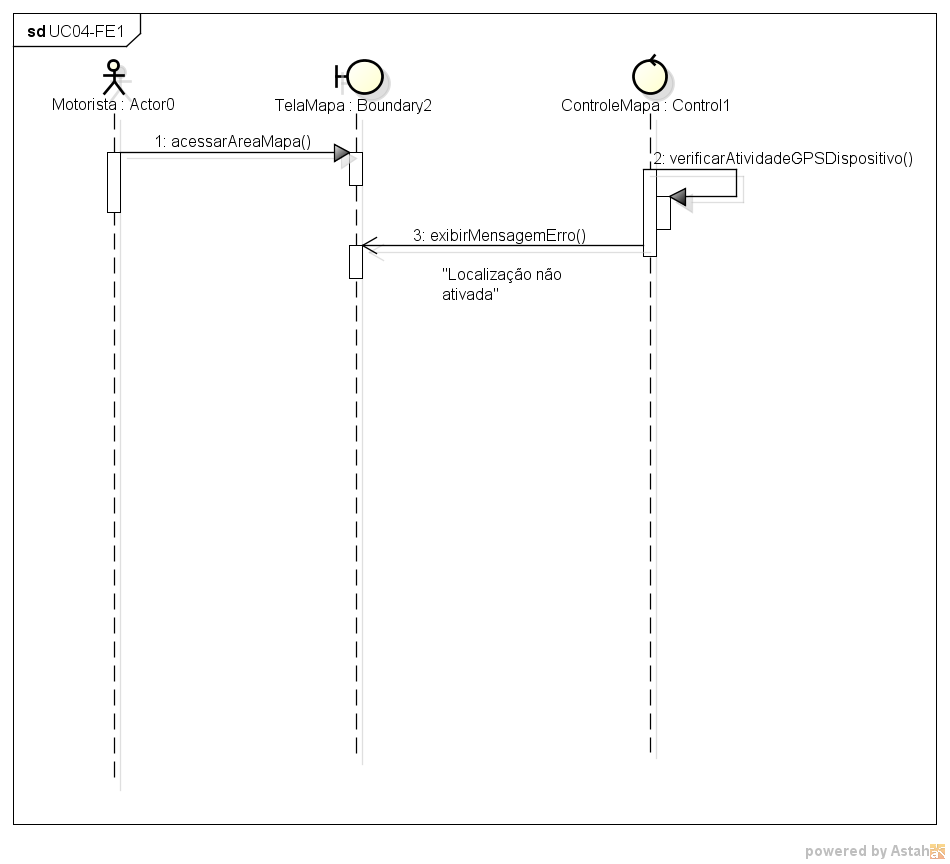 sd UC04-FE1
Motorista : Actor0
TelaMapa : Boundary2
ControleMapa : Control1
1: acessarAreaMapa()
2: verificarAtividadeGPSDispositivo()
3: exibirMensagemErro()
"Localização não
ativada"
powered by Astah